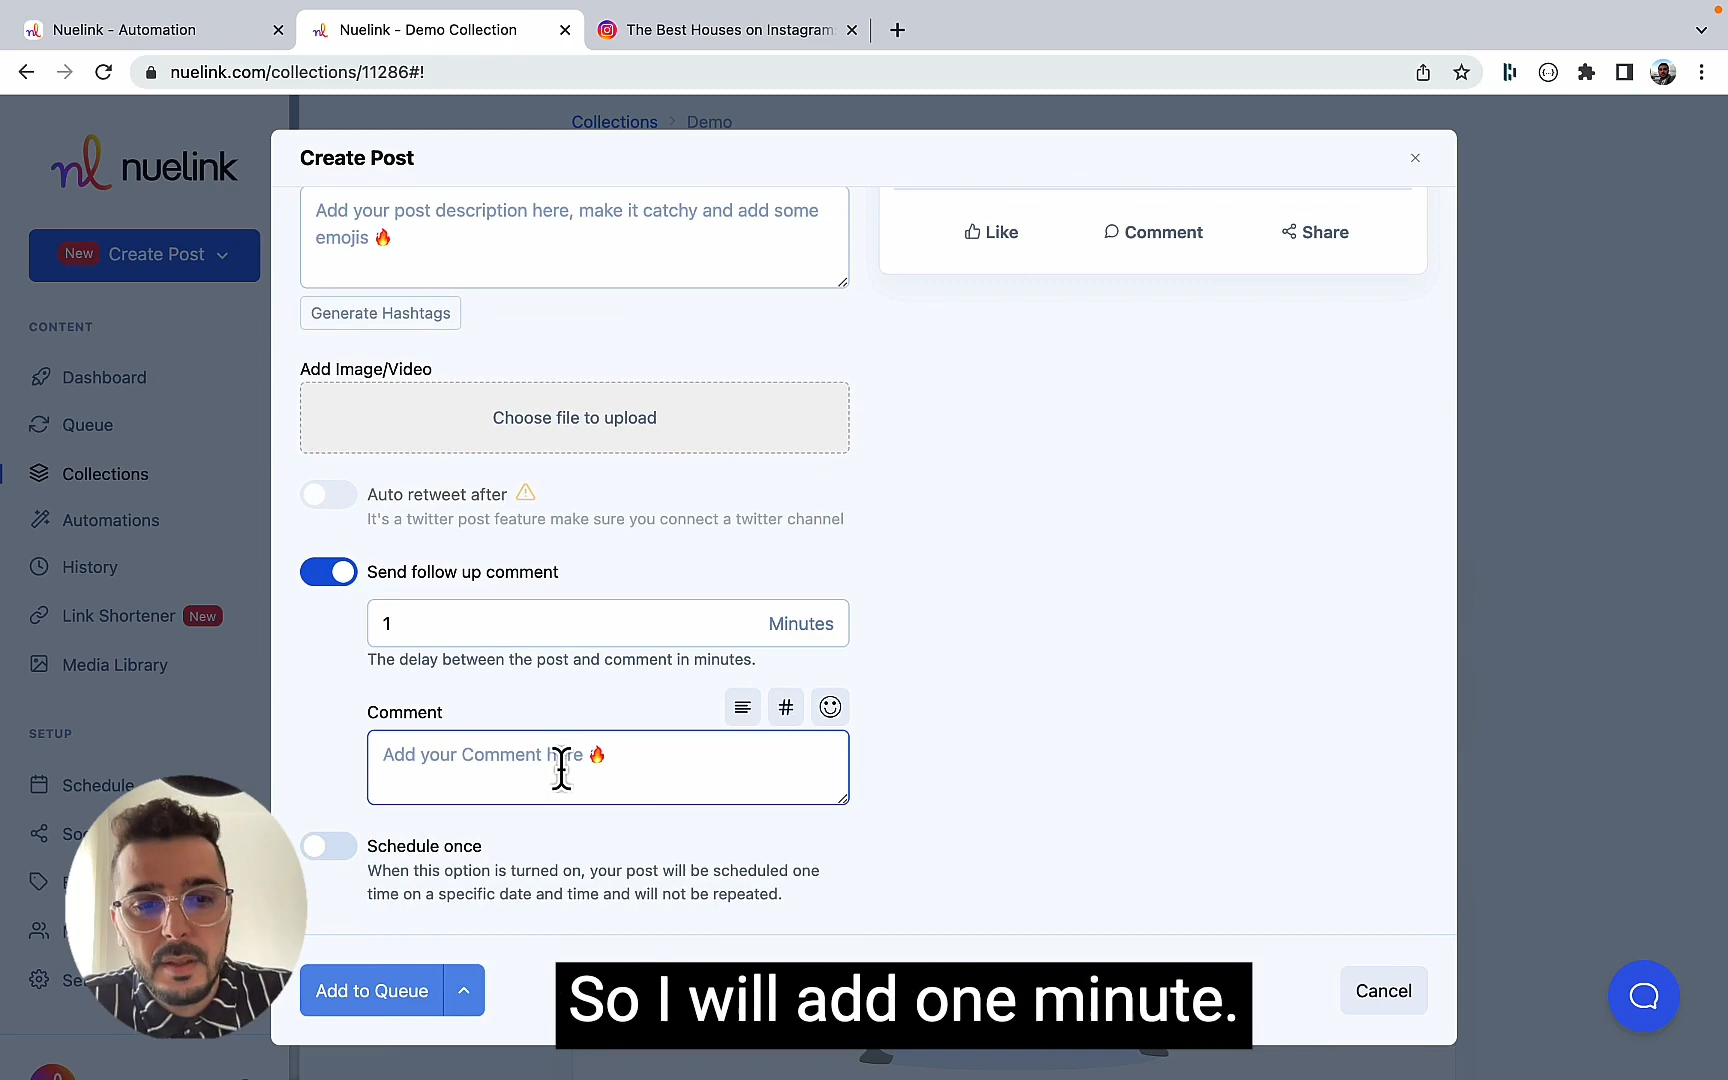 Nuelink - Automation
Nuelink - Demo Collection
The Best Houses on Instagram
nuelink.com/collections/11286#!
Collections > Demo
nl nuelink
Create Post
Add your post description here, make it catchy and add some
emojis 🔥
Like
Comment
Share
New Create Post
Generate Hashtags
CONTENT
Add Image/Video
Dashboard
Choose file to upload
Queue
Collections
Auto retweet after
It's a twitter post feature make sure you connect a twitter channel
Automations
History
Send follow up comment
Link Shortener New
1 Minutes
The delay between the post and comment in minutes.
Media Library
Comment
#
SETUP
Add your Comment here 🔥
Schedule
Schedule once
When this option is turned on, your post will be scheduled one
time on a specific date and time and will not be repeated.
Add to Queue
So I will add one minute.
Cancel